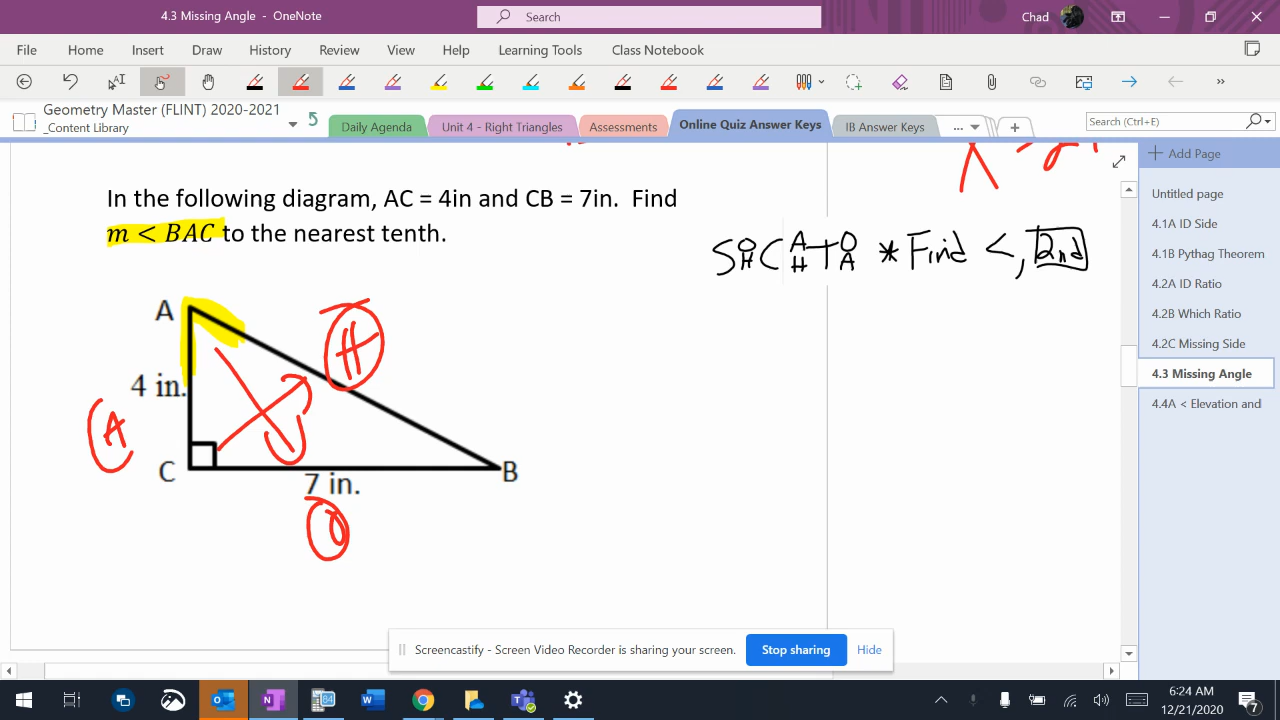 4.3 Missing Angle - OneNote
Search
Chad
File Home Insert Draw History Review View Help Learning Tools Class Notebook
Geometry Master (FLINT) 2020-2021
_Content Library
Daily Agenda
Unit 4 - Right Triangles
Assessments
Online Quiz Answer Keys
IB Answer Keys
...
+
Search (Ctrl+E)
Add Page
Untitled page
4.1A ID Side
4.1B Pythag Theorem
4.2A ID Ratio
4.2B Which Ratio
4.2C Missing Side
4.3 Missing Angle
4.4A < Elevation and
In the following diagram, AC = 4in and CB = 7in. Find
m < BAC to the nearest tenth.
S O H C A H T O A * Find <, 2nd
A
H
4 in.
A
C
B
7 in.
O
Screencastify - Screen Video Recorder is sharing your screen.
Stop sharing
Hide
84
6:24 AM
12/21/2020
7